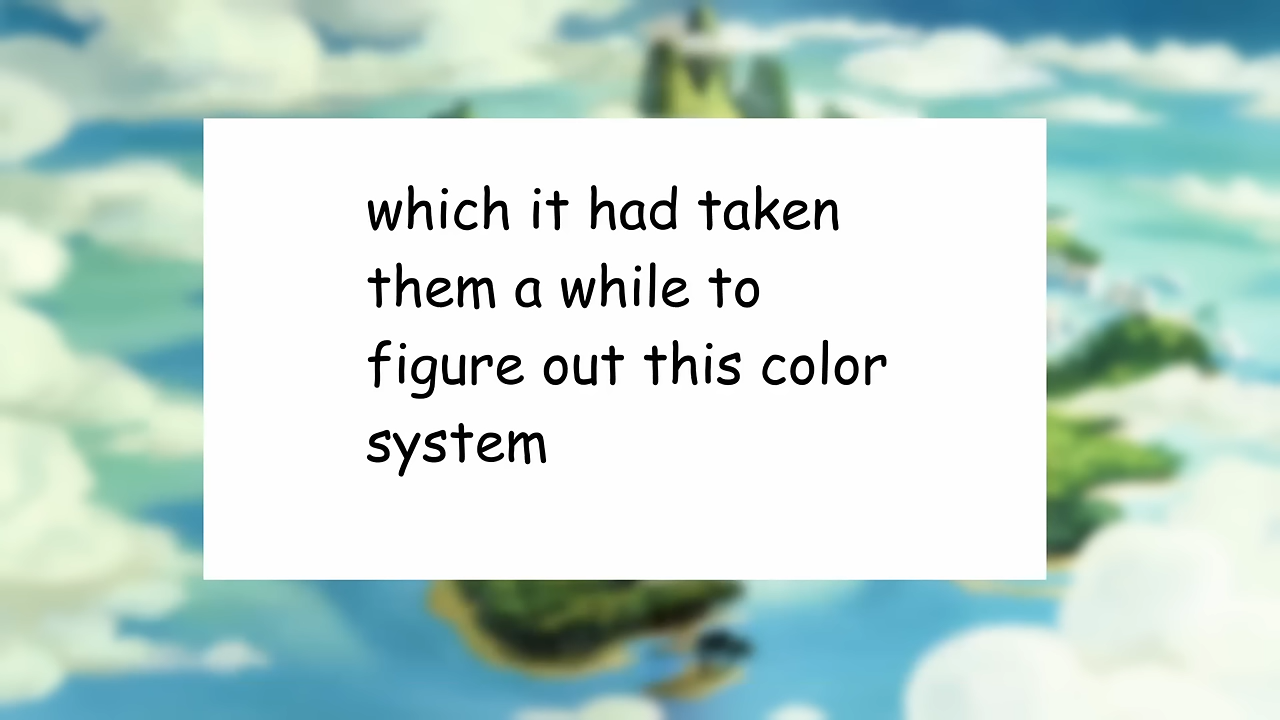 which it had taken
them a while to
figure out this color
system